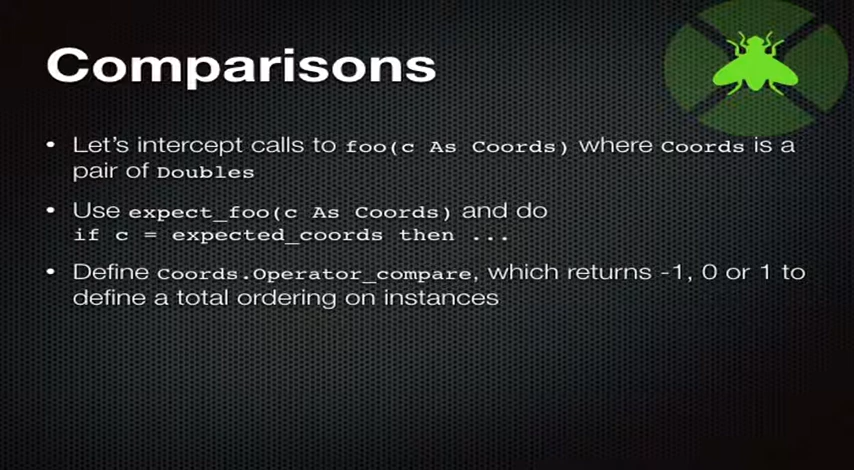 Comparisons
• Let's intercept calls to foo(c As Coords) where Coords is a
pair of Doubles
• Use expect_foo(c As Coords) and do
if c = expected_coords then ...
• Define Coords.Operator_compare, which returns -1, 0 or 1 to
define a total ordering on instances